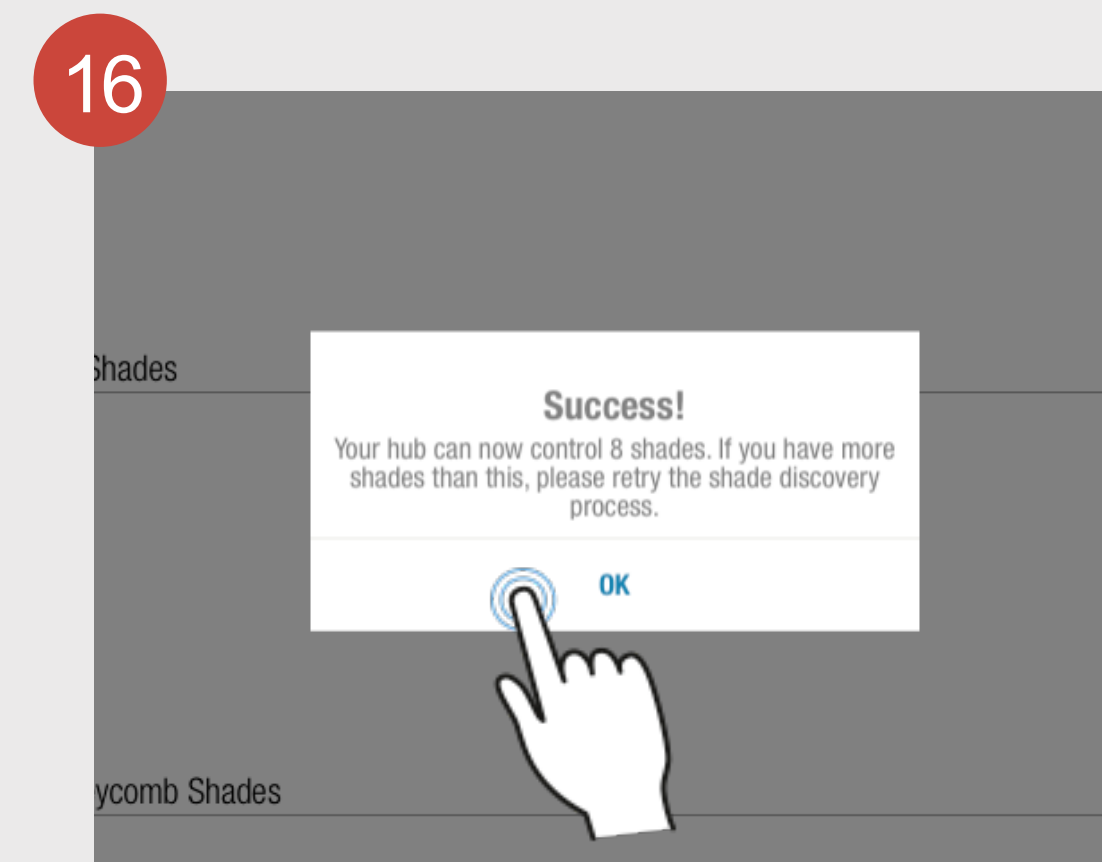 16
Shades
Success!
Your hub can now control 8 shades. If you have more
shades than this, please retry the shade discovery
process.
OK
ycomb Shades